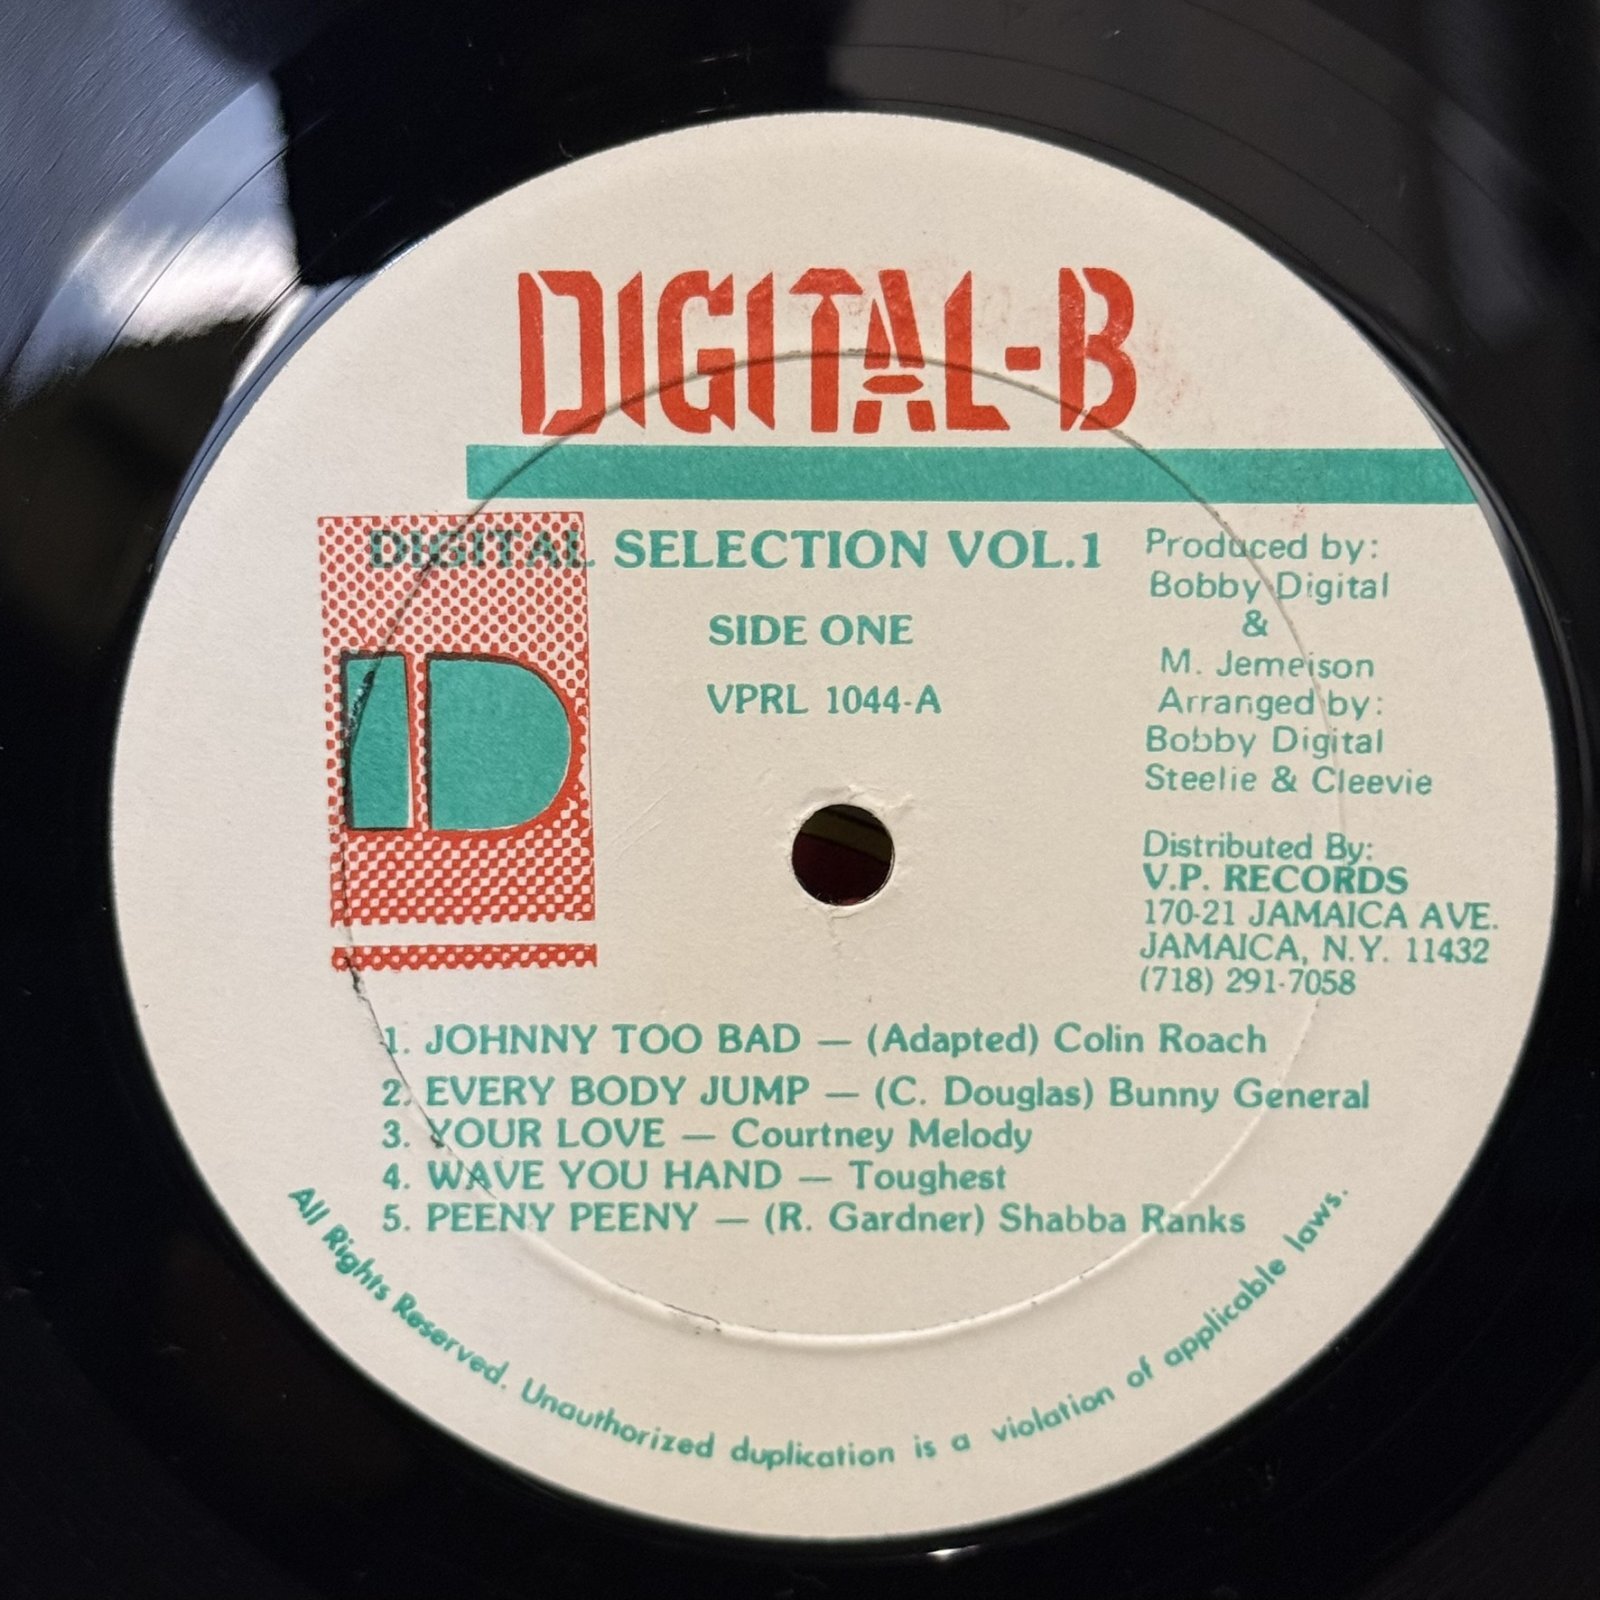 DIGITAL-B
DIGITAL SELECTION VOL.1
SIDE ONE
VPRL 1044-A
Produced by:
Bobby Digital
&
M. Jemeison
Arranged by:
Bobby Digital
Steelie & Cleevie
Distributed By:
V.P. RECORDS
170-21 JAMAICA AVE.
JAMAICA, N.Y. 11432
(718) 291-7058
1. JOHNNY TOO BAD — (Adapted) Colin Roach
2. EVERY BODY JUMP — (C. Douglas) Bunny General
3. YOUR LOVE — Courtney Melody
4. WAVE YOU HAND — Toughest
5. PEENY PEENY — (R. Gardner) Shabba Ranks
All Rights Reserved. Unauthorized duplication is a violation of applicable laws.